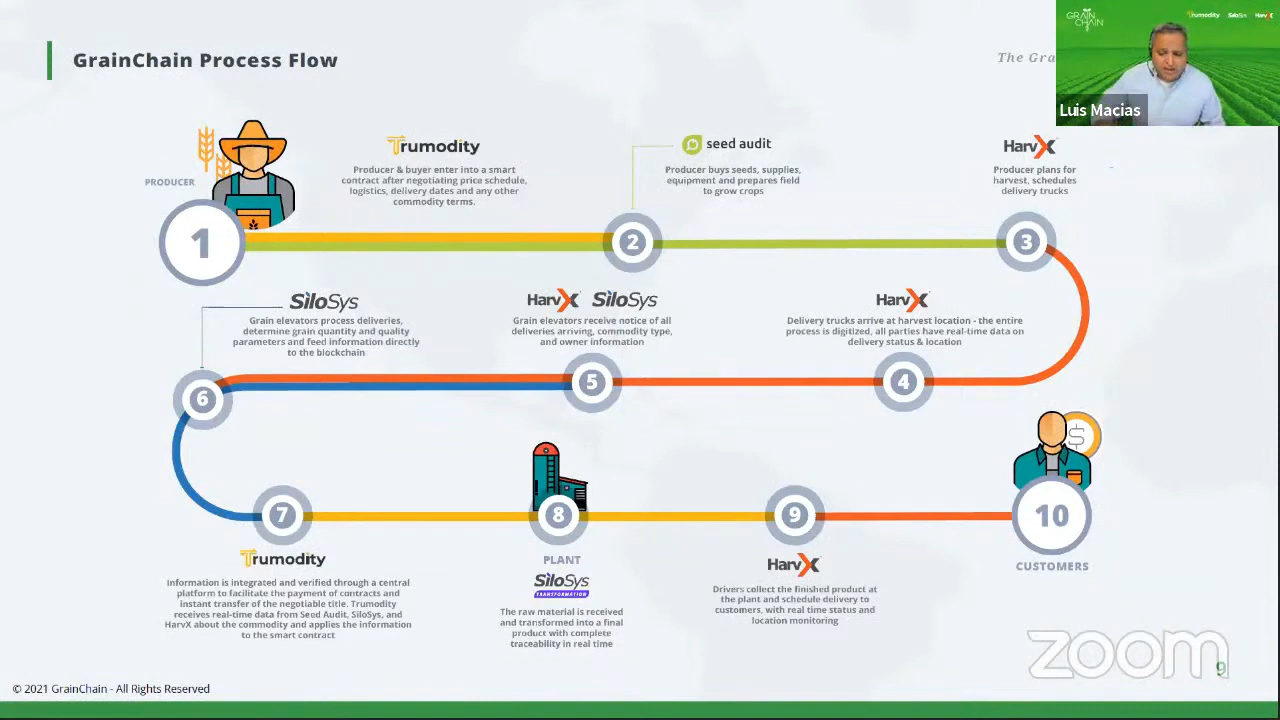 GrainChain Process Flow
The Gra
GRAIN
CHAIN
Trumodity SiloSys HarvX
Luis Macias
PRODUCER
Trumodity
Producer & buyer enter into a smart
contract after negotiating price schedule,
logistics, delivery dates and any other
commodity terms.
seed audit
Producer buys seeds, supplies,
equipment and prepares field
to grow crops
HarvX
Producer plans for
harvest, schedules
delivery trucks
1
2
3
SiloSys
Grain elevators process deliveries,
determine grain quantity and quality
parameters and feed information directly
to the blockchain
HarvX SiloSys
Grain elevators receive notice of all
deliveries arriving, commodity type,
and owner information
HarvX
Delivery trucks arrive at harvest location - the entire
process is digitized, all parties have real-time data on
delivery status & location
6
5
4
$
7
8
9
10
Trumodity
Information is integrated and verified through a central
platform to facilitate the payment of contracts and
instant transfer of the negotiable title. Trumodity
receives real-time data from Seed Audit, SiloSys, and
HarvX about the commodity and applies the information
to the smart contract
PLANT
SiloSys
TRANSFORMATION
The raw material is received
and transformed into a final
product with complete
traceability in real time
HarvX
Drivers collect the finished product at
the plant and schedule delivery to
customers, with real time status and
location monitoring
CUSTOMERS
zoom
9
© 2021 GrainChain - All Rights Reserved